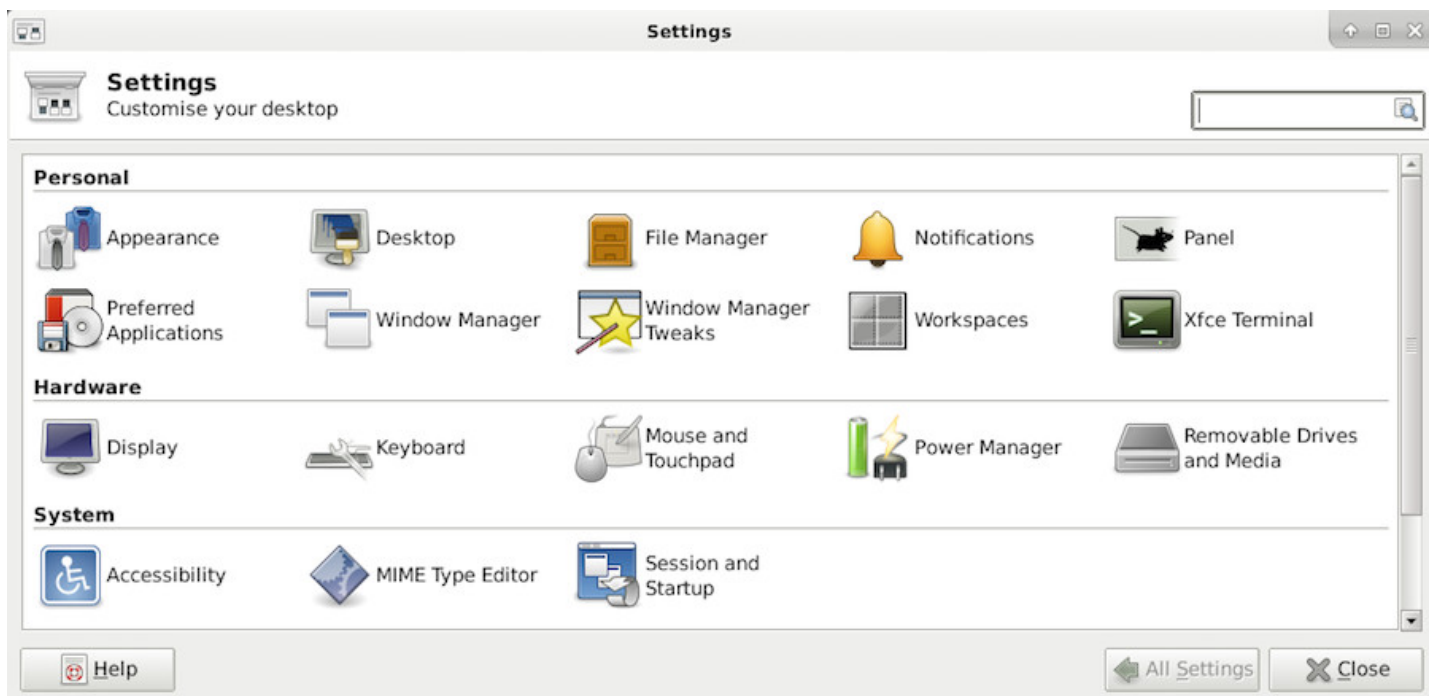 Settings
Settings
Customise your desktop
Personal
Appearance
Desktop
File Manager
Notifications
Panel
Preferred
Applications
Window Manager
Window Manager
Tweaks
Workspaces
>_
Xfce Terminal
Hardware
Display
Keyboard
Mouse and
Touchpad
Power Manager
Removable Drives
and Media
System
Accessibility
MIME Type Editor
Session and
Startup
Help
All Settings
Close